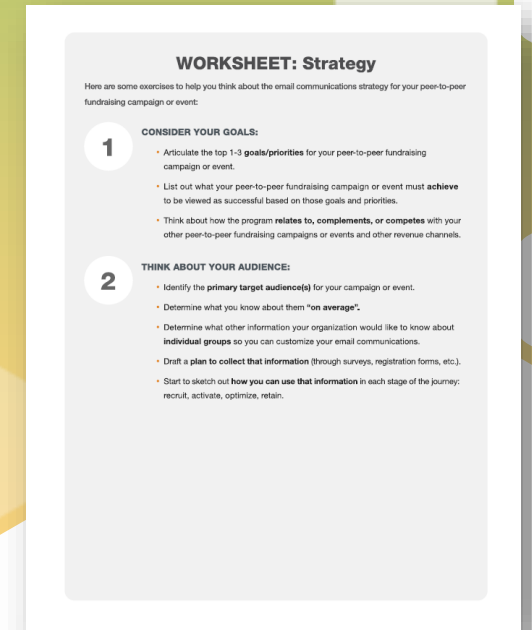 WORKSHEET: Strategy
Here are some exercises to help you think about the email communications strategy for your peer-to-peer
fundraising campaign or event:
1
CONSIDER YOUR GOALS:
• Articulate the top 1-3 goals/priorities for your peer-to-peer fundraising
campaign or event.
• List out what your peer-to-peer fundraising campaign or event must achieve
to be viewed as successful based on those goals and priorities.
• Think about how the program relates to, complements, or competes with your
other peer-to-peer fundraising campaigns or events and other revenue channels.
2
THINK ABOUT YOUR AUDIENCE:
• Identify the primary target audience(s) for your campaign or event.
• Determine what you know about them "on average".
• Determine what other information your organization would like to know about
individual groups so you can customize your email communications.
• Draft a plan to collect that information (through surveys, registration forms, etc.).
• Start to sketch out how you can use that information in each stage of the journey:
recruit, activate, optimize, retain.